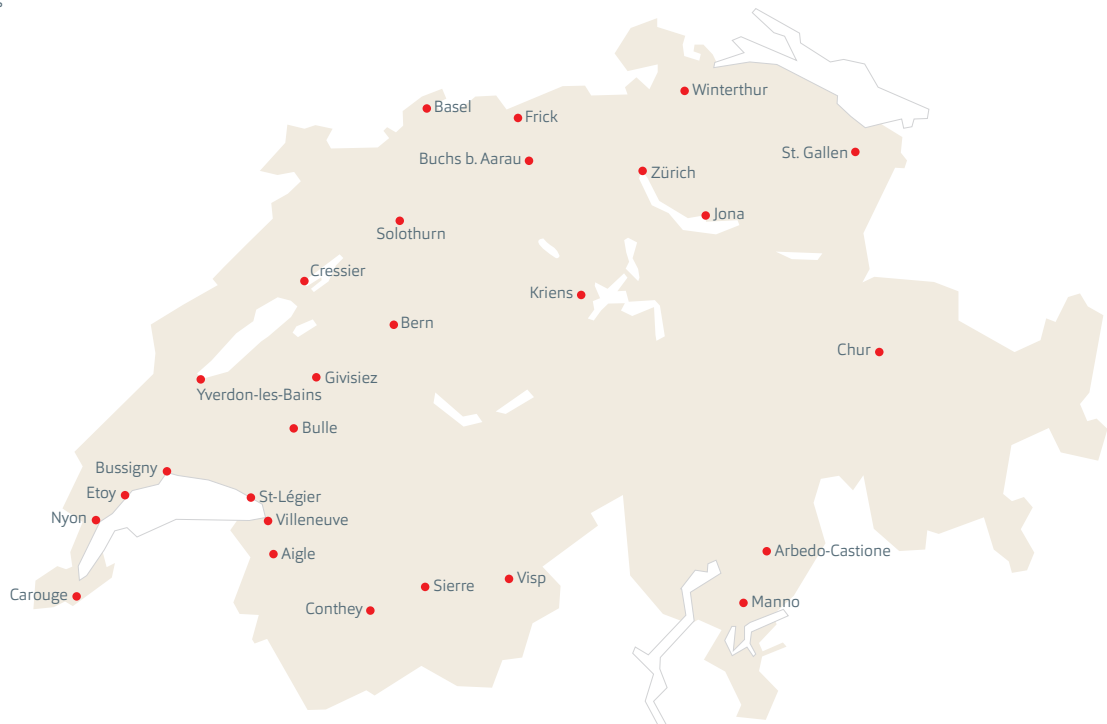 Winterthur
Basel
Frick
St. Gallen
Buchs b. Aarau
Zürich
Jona
Solothurn
Cressier
Kriens
Bern
Chur
Givisiez
Yverdon-les-Bains
Bulle
Bussigny
Etoy
St-Légier
Nyon
Villeneuve
Arbedo-Castione
Aigle
Visp
Sierre
Carouge
Manno
Conthey